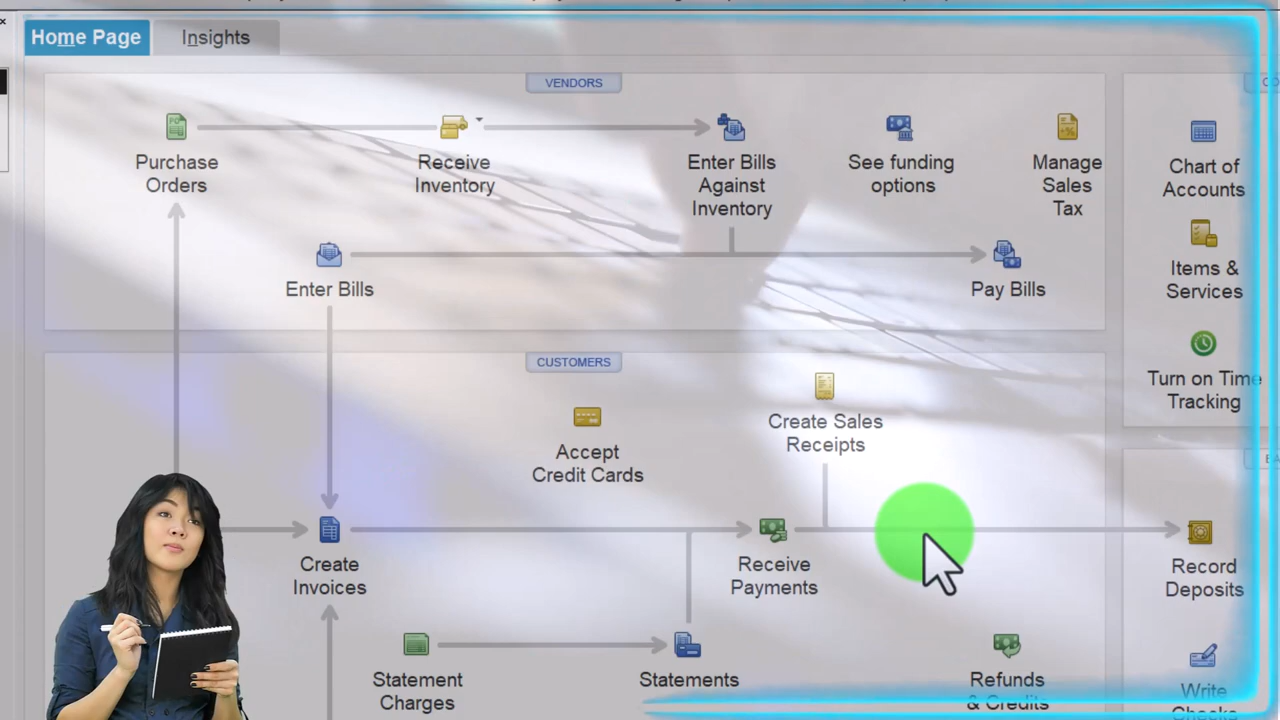 Home Page
Insights
VENDORS
Purchase
Orders
Receive
Inventory
Enter Bills
Against
Inventory
See funding
options
Manage
Sales
Tax
Chart of
Accounts
Enter Bills
Pay Bills
Items &
Services
CUSTOMERS
Turn on Time
Tracking
Create Sales
Receipts
Accept
Credit Cards
Create
Invoices
Receive
Payments
Record
Deposits
Statement
Charges
Statements
Refunds
& Credits
Write
Checks